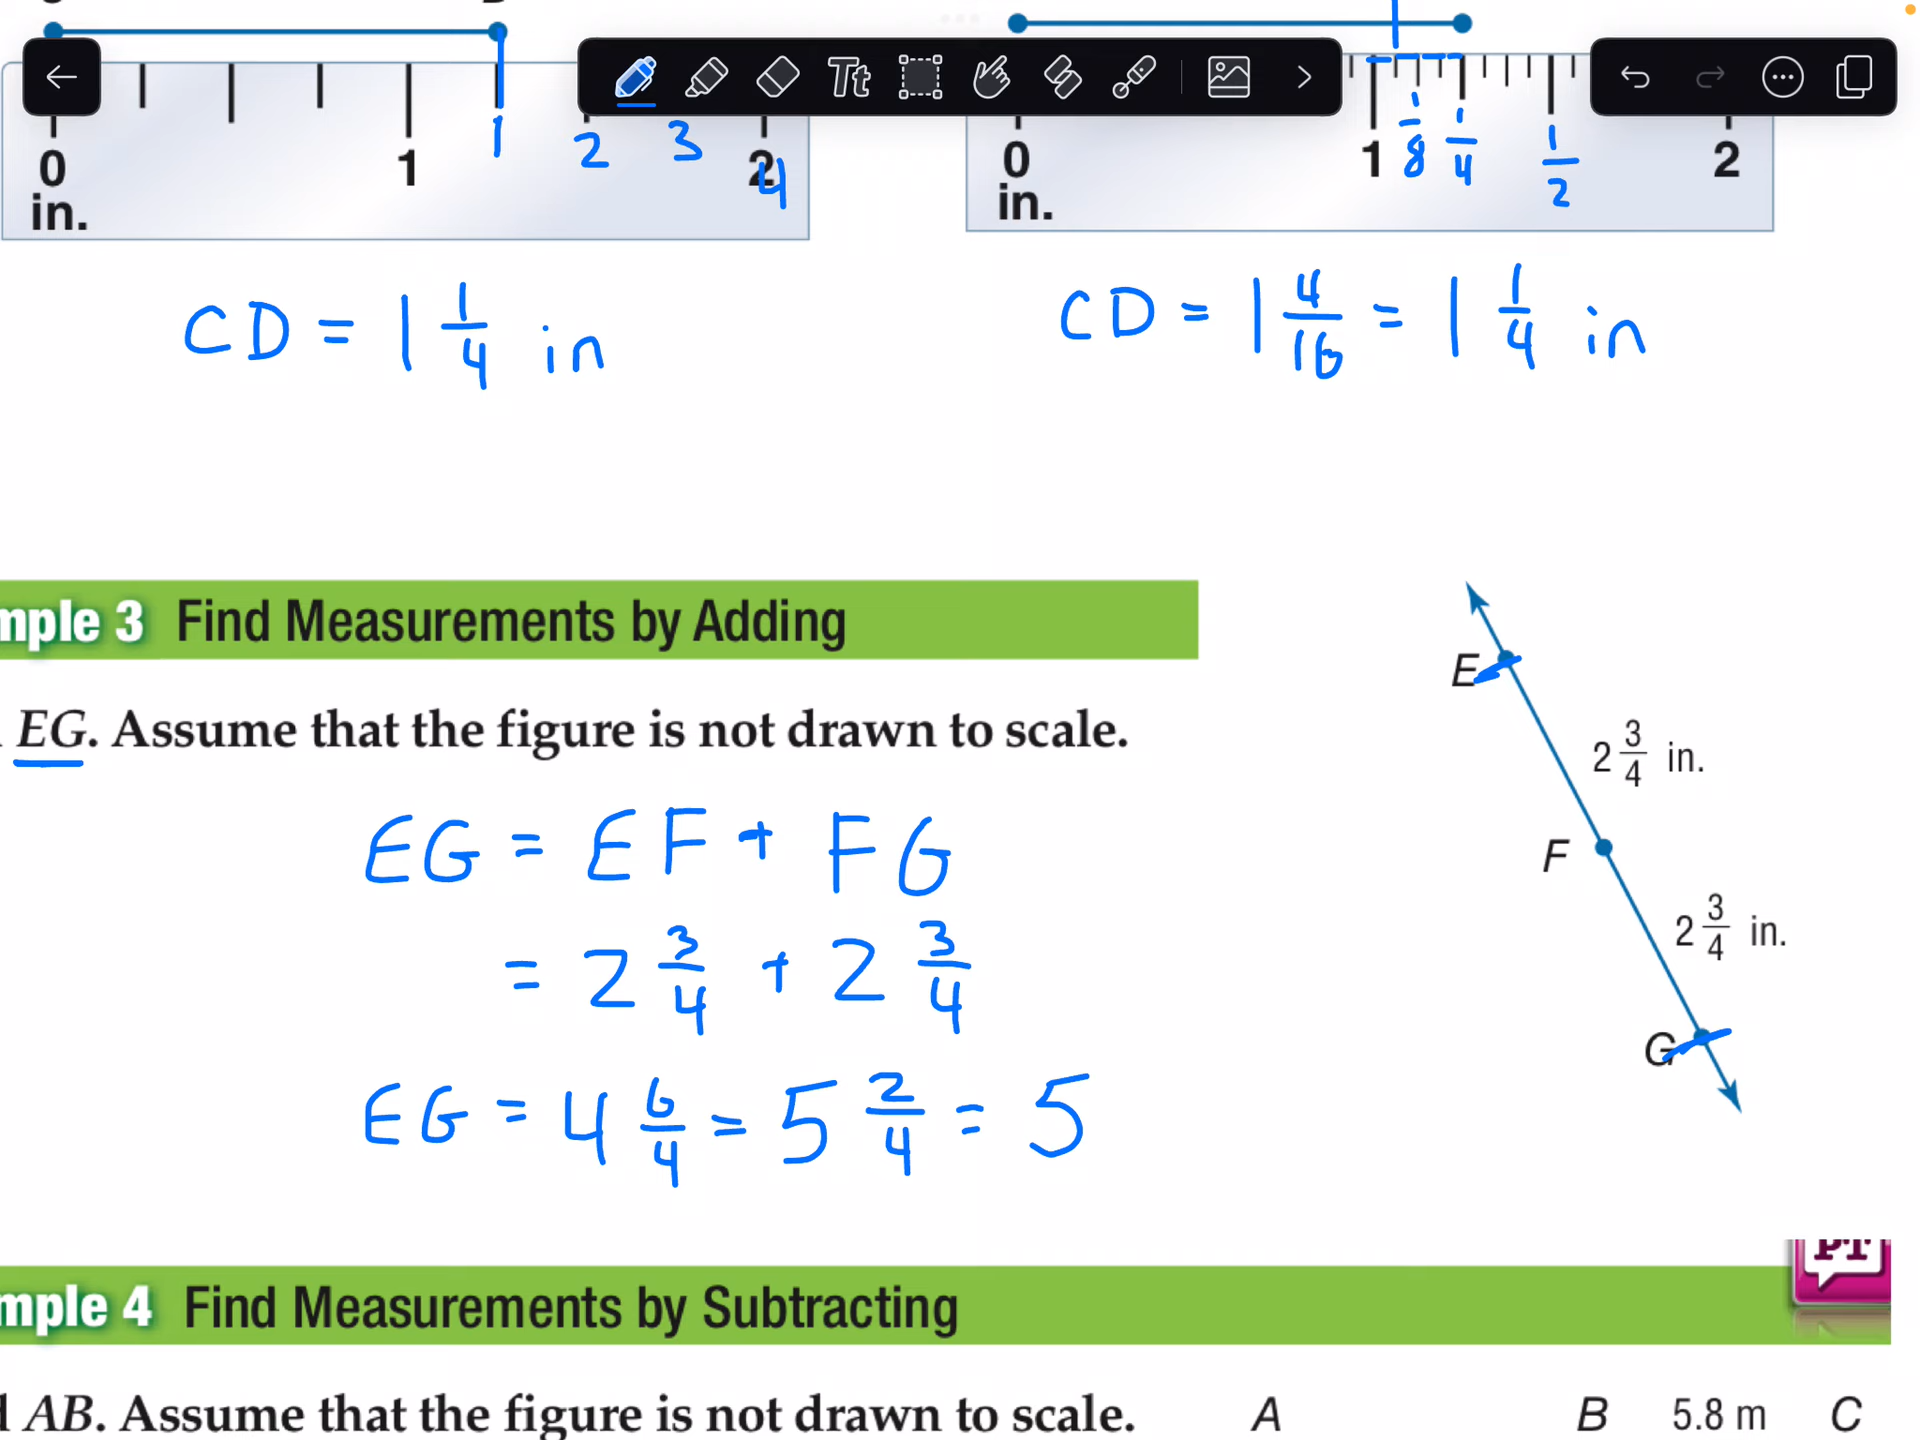 0 1 2
in.
1 2 3 4
Tt
0 1 2
in.
1/8 1/4 1/2
CD = 1 1/4 in
CD = 1 4/16 = 1 1/4 in
mple 3 Find Measurements by Adding
EG. Assume that the figure is not drawn to scale.
E
2 3/4 in.
F
2 3/4 in.
G
EG = EF + FG
= 2 3/4 + 2 3/4
EG = 4 6/4 = 5 2/4 = 5
PT
mple 4 Find Measurements by Subtracting
d AB. Assume that the figure is not drawn to scale.
A B 5.8 m C